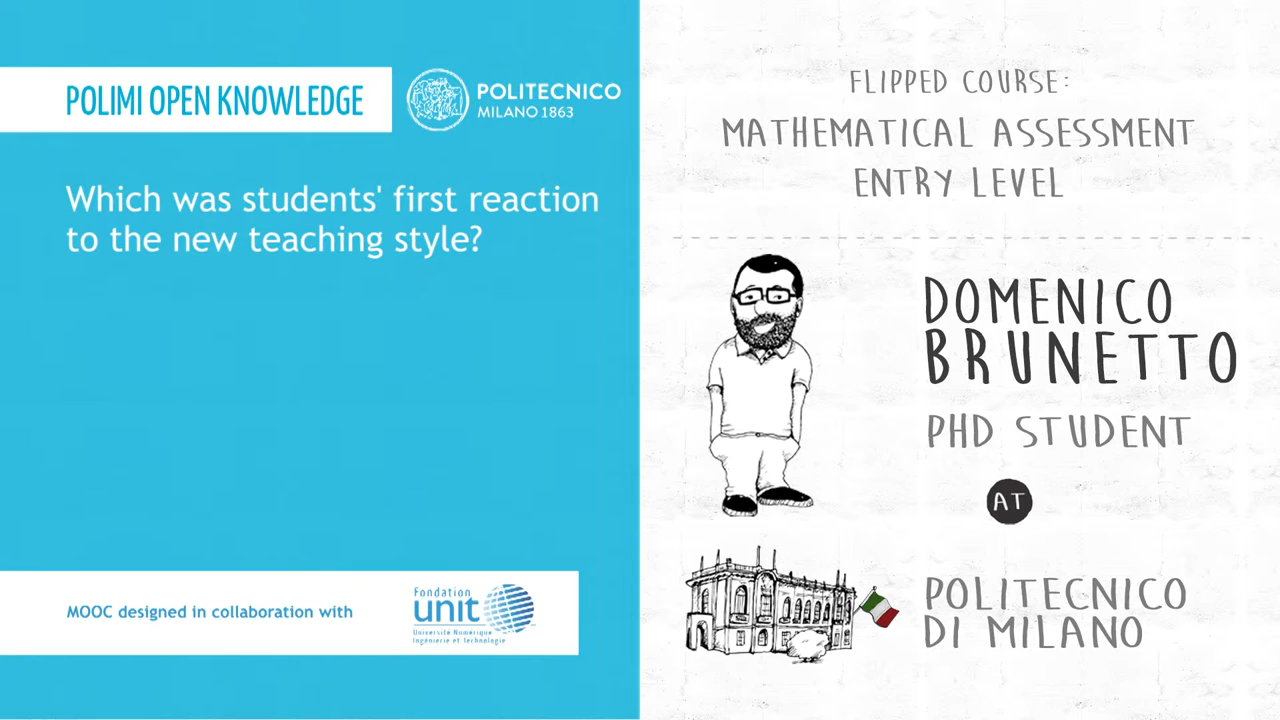 POLIMI OPEN KNOWLEDGE
POLITECNICO
MILANO 1863
Which was students' first reaction
to the new teaching style?
MOOC designed in collaboration with
Fondation
unit
Université Numérique
Ingénierie et Technologie
FLIPPED COURSE:
MATHEMATICAL ASSESSMENT
ENTRY LEVEL
DOMENICO
BRUNETTO
PHD STUDENT
AT
POLITECNICO
DI MILANO